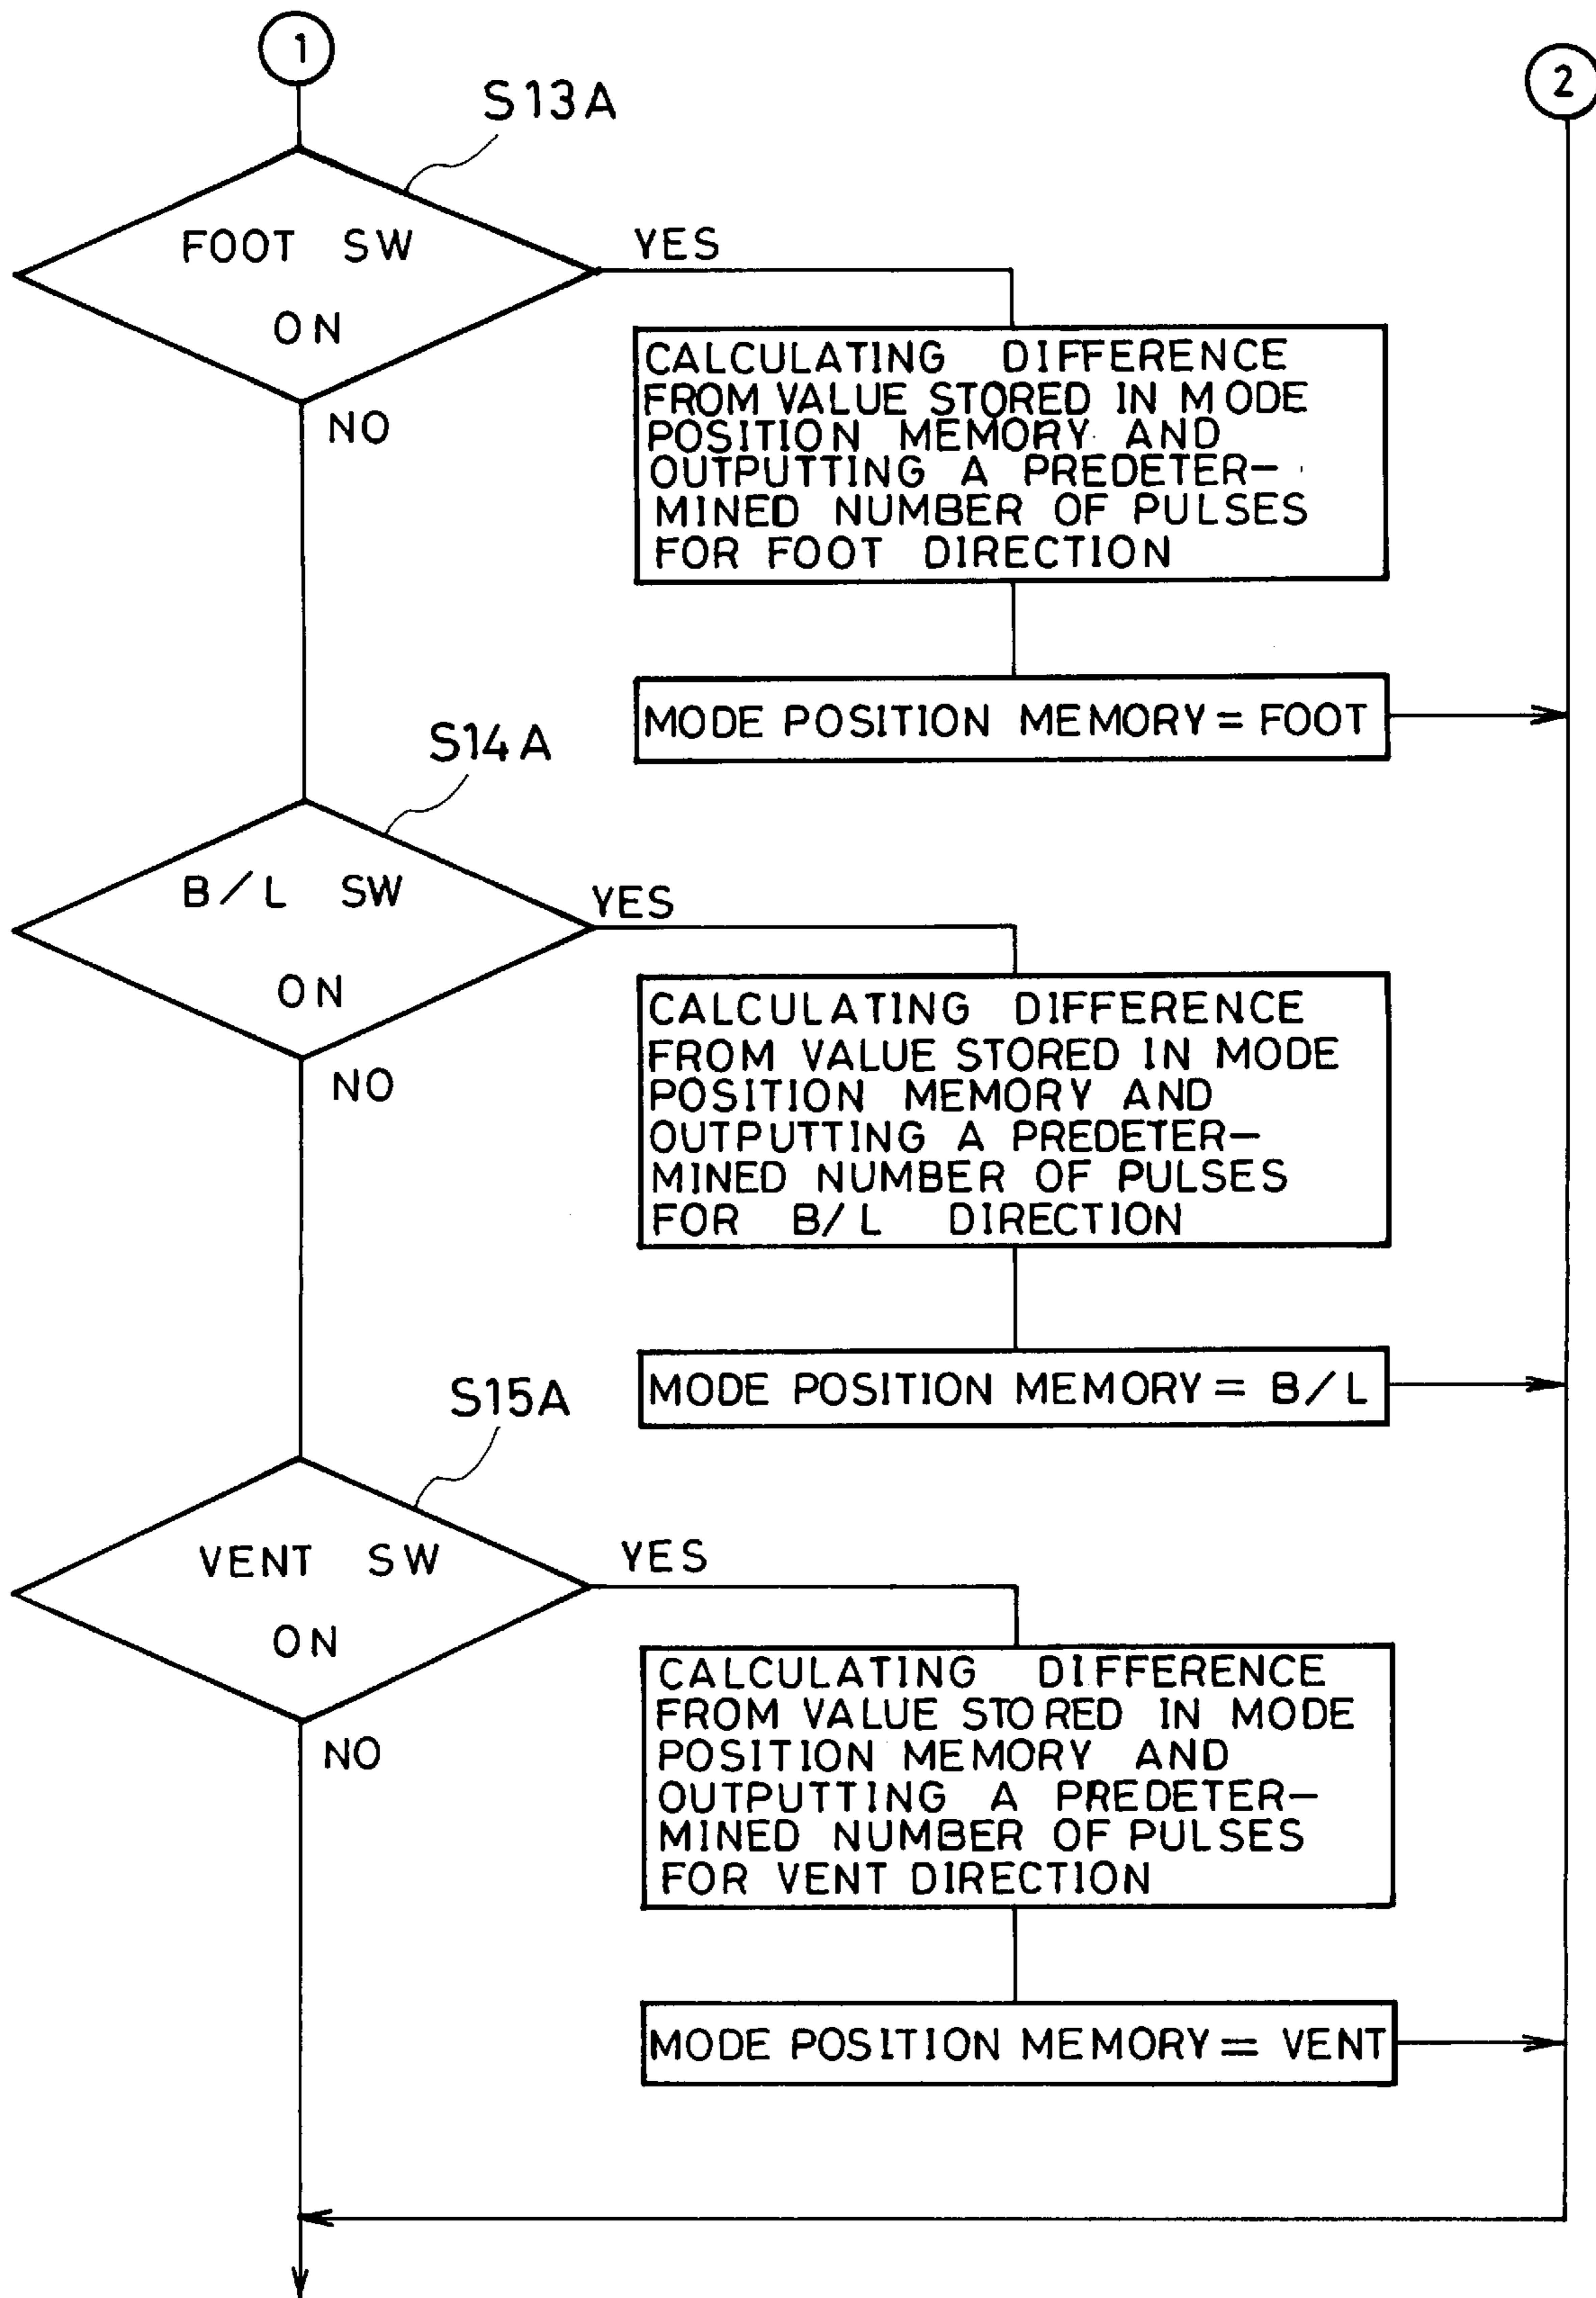 1
2
S13A
FOOT SW
ON
YES
NO
CALCULATING DIFFERENCE
FROM VALUE STORED IN MODE
POSITION MEMORY AND
OUTPUTTING A PREDETER-
MINED NUMBER OF PULSES
FOR FOOT DIRECTION
MODE POSITION MEMORY = FOOT
S14A
B/L SW
ON
YES
NO
CALCULATING DIFFERENCE
FROM VALUE STORED IN MODE
POSITION MEMORY AND
OUTPUTTING A PREDETER-
MINED NUMBER OF PULSES
FOR B/L DIRECTION
MODE POSITION MEMORY = B/L
S15A
VENT SW
ON
YES
NO
CALCULATING DIFFERENCE
FROM VALUE STORED IN MODE
POSITION MEMORY AND
OUTPUTTING A PREDETER-
MINED NUMBER OF PULSES
FOR VENT DIRECTION
MODE POSITION MEMORY = VENT